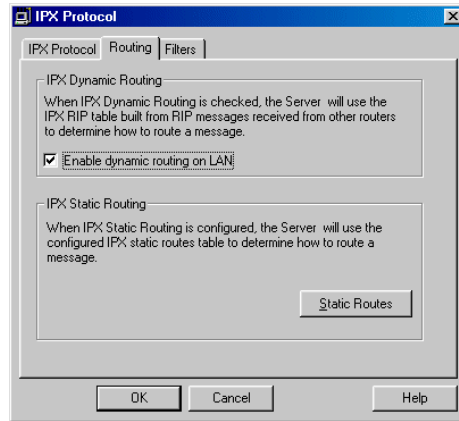 IPX Protocol
IPX Protocol Routing Filters
IPX Dynamic Routing
When IPX Dynamic Routing is checked, the Server will use the
IPX RIP table built from RIP messages received from other routers
to determine how to route a message.
Enable dynamic routing on LAN
IPX Static Routing
When IPX Static Routing is configured, the Server will use the
configured IPX static routes table to determine how to route a
message.
Static Routes
OK Cancel Help